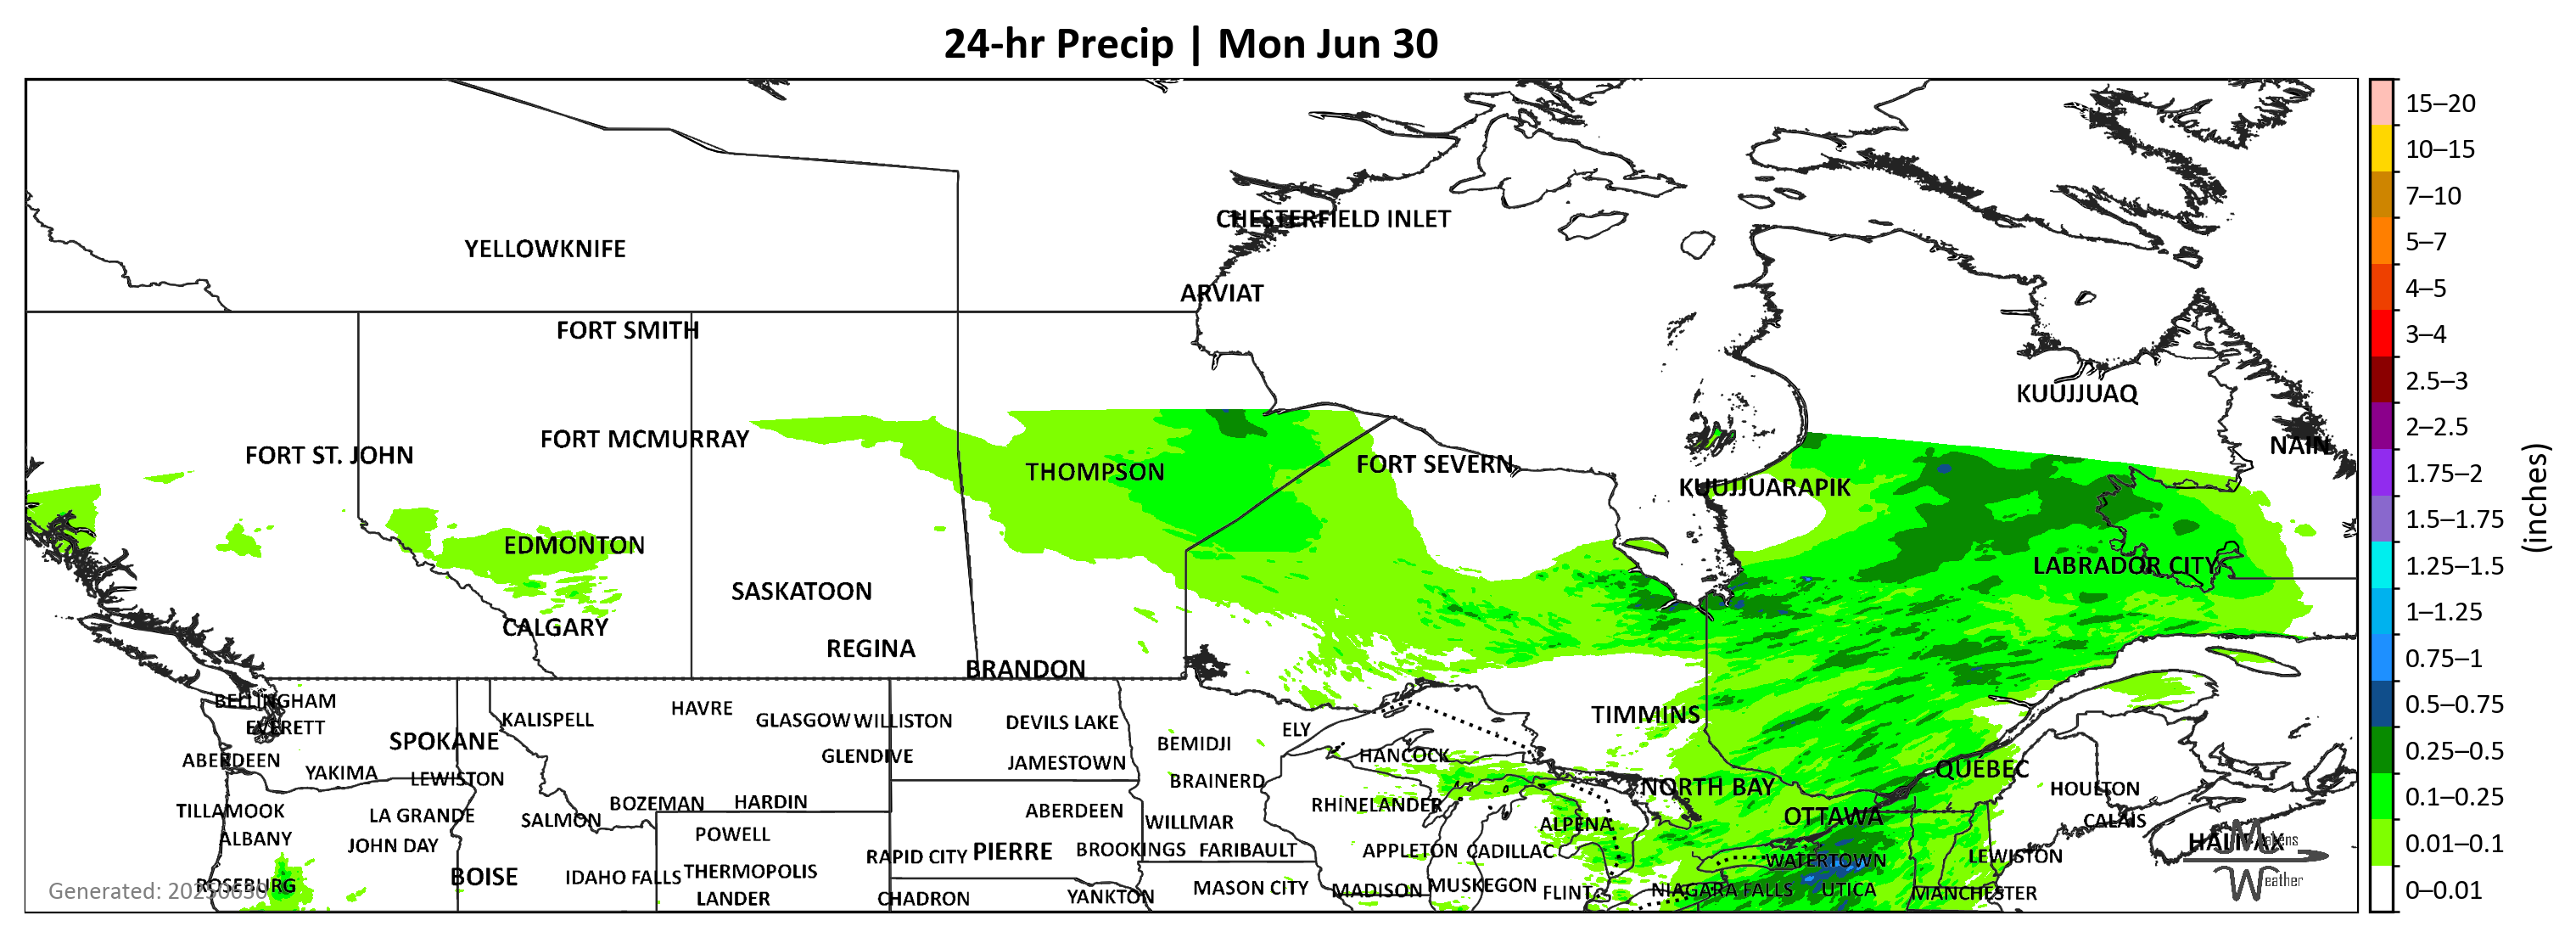 24-hr Precip | Mon Jun 30
15–20
10–15
CHESTERFIELD INLET
7–10
YELLOWKNIFE
5–7
ARVIAT
4–5
FORT SMITH
3–4
KUUJJUAQ
2.5–3
FORT MCMURRAY
2–2.5
NAIN
FORT ST. JOHN
FORT SEVERN
THOMPSON
1.75–2
KUUJJUARAPIK
(inches)
1.5–1.75
EDMONTON
LABRADOR CITY
1.25–1.5
SASKATOON
1–1.25
CALGARY
REGINA
0.75–1
BRANDON
BELLINGHAM
HAVRE
0.5–0.75
KALISPELL
GLASGOW
WILLISTON
DEVILS LAKE
TIMMINS
EVERETT
ELY
SPOKANE
BEMIDJI
0.25–0.5
ABERDEEN
GLENDIVE
JAMESTOWN
HANCOCK
QUÉBEC
YAKIMA
LEWISTON
BRAINERD
NORTH BAY
HOULTON
0.1–0.25
BOZEMAN
HARDIN
RHINELANDER
TILLAMOOK
LA GRANDE
SALMON
ABERDEEN
WILLMAR
ALPENA
OTTAWA
CALAIS
ALBANY
POWELL
HALIFAX
Mavens
0.01–0.1
JOHN DAY
RAPID CITY
PIERRE
BROOKINGS
FARIBAULT
APPLETON
CADILLAC
WATERTOWN
LEWISTON
BOISE
IDAHO FALLS
THERMOPOLIS
Weather
ROSEBURG
Generated: 20250630
MASON CITY
MADISON
MUSKEGON
FLINT
NIAGARA FALLS
UTICA
MANCHESTER
0–0.01
LANDER
CHADRON
YANKTON